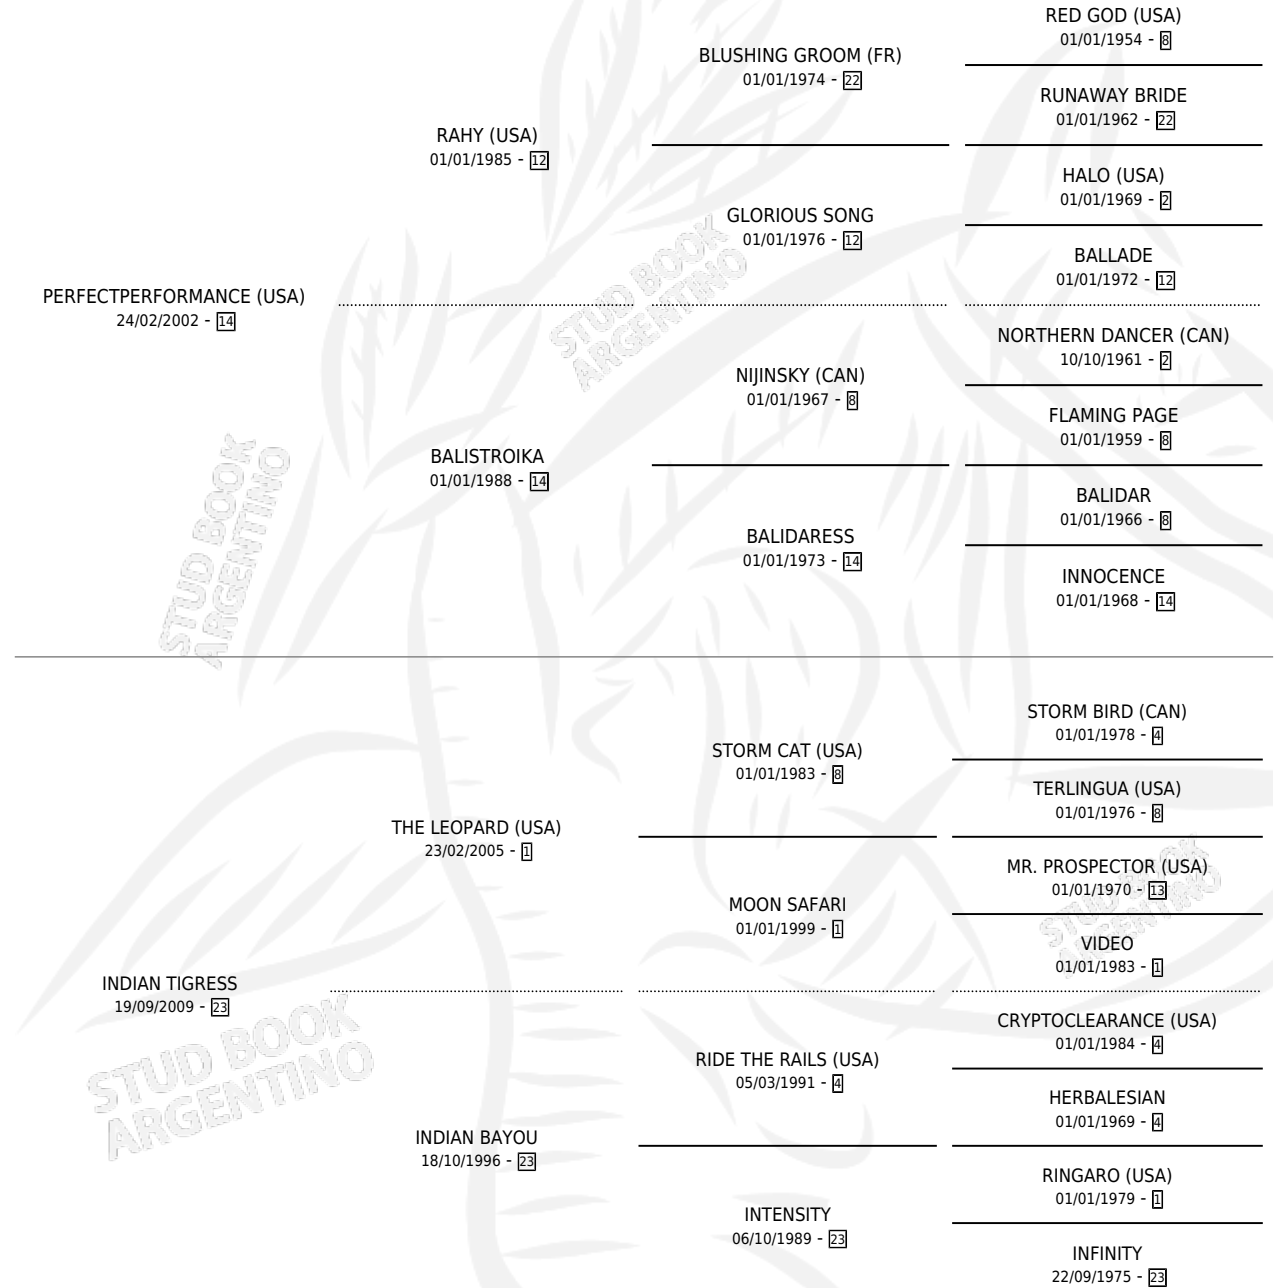 RED GOD (USA)
01/01/1954 - 8
BLUSHING GROOM (FR)
01/01/1974 - 22
RUNAWAY BRIDE
01/01/1962 - 22
RAHY (USA)
01/01/1985 - 12
HALO (USA)
01/01/1969 - 2
GLORIOUS SONG
01/01/1976 - 12
BALLADE
01/01/1972 - 12
PERFECTPERFORMANCE (USA)
24/02/2002 - 14
NORTHERN DANCER (CAN)
10/10/1961 - 2
NIJINSKY (CAN)
01/01/1967 - 8
FLAMING PAGE
01/01/1959 - 8
BALISTROIKA
01/01/1988 - 14
BALIDAR
01/01/1966 - 8
BALIDARESS
01/01/1973 - 14
INNOCENCE
01/01/1968 - 14
STORM BIRD (CAN)
01/01/1978 - 4
STORM CAT (USA)
01/01/1983 - 8
TERLINGUA (USA)
01/01/1976 - 8
THE LEOPARD (USA)
23/02/2005 - 1
MR. PROSPECTOR (USA)
01/01/1970 - 13
MOON SAFARI
01/01/1999 - 1
VIDEO
01/01/1983 - 1
INDIAN TIGRESS
19/09/2009 - 23
CRYPTOCLEARANCE (USA)
01/01/1984 - 4
RIDE THE RAILS (USA)
05/03/1991 - 4
HERBALESIAN
01/01/1969 - 4
INDIAN BAYOU
18/10/1996 - 23
RINGARO (USA)
01/01/1979 - 1
INTENSITY
06/10/1989 - 23
INFINITY
22/09/1975 - 23
STUD BOOK
ARGENTINO
STUD BOOK
ARGENTINO
STUD BOOK
ARGENTINO
STUD BOOK
ARGENTINO